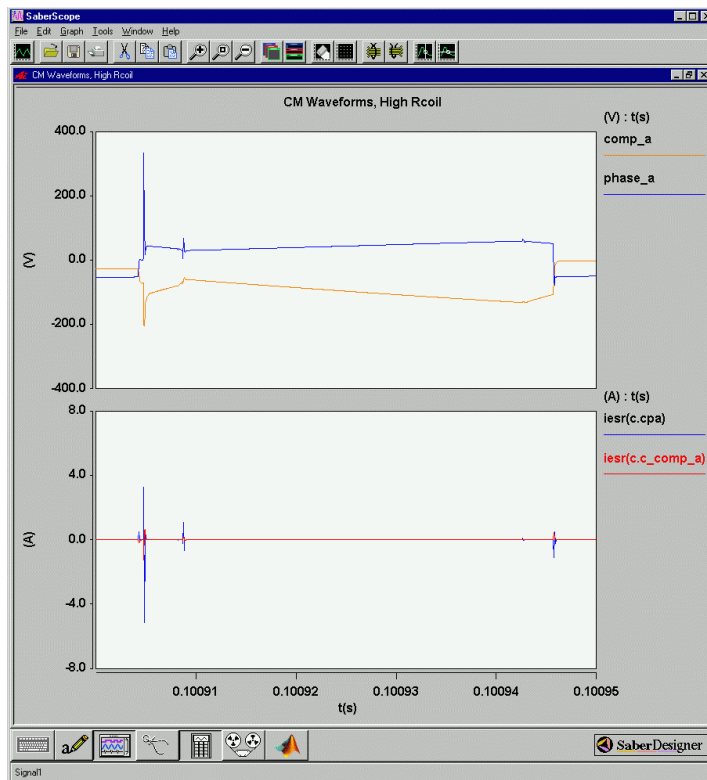 SaberScope
File Edit Graph Tools Window Help
CM Waveforms, High Rcoil
CM Waveforms, High Rcoil
(V) : t(s)
comp_a
phase_a
400.0
200.0
0.0
-200.0
-400.0
(V)
(A) : t(s)
iesr(c.cpa)
iesr(c.c_comp_a)
8.0
4.0
0.0
-4.0
-8.0
(A)
0.10091 0.10092 0.10093 0.10094 0.10095
t(s)
a
SaberDesigner
Signal1